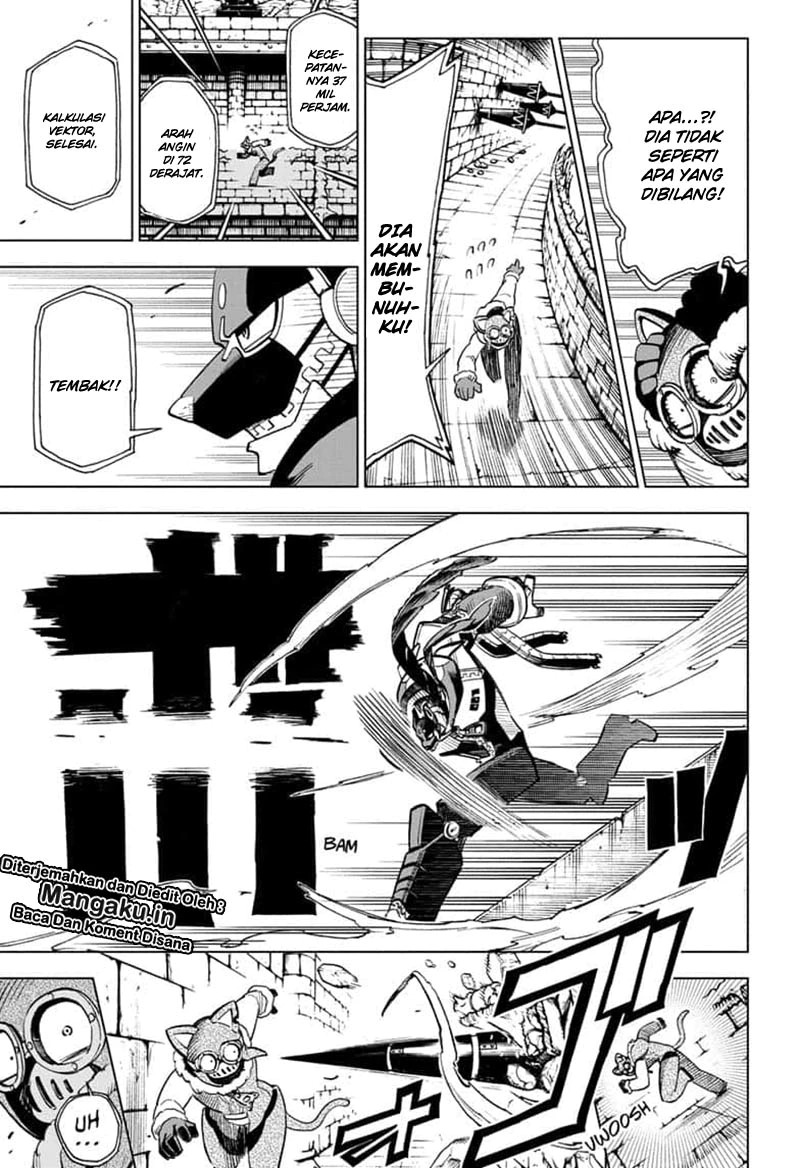 APA...?!
DIA TIDAK
SEPERTI
APA YANG
DIBILANG!
DIA
AKAN
MEM-
BU-
NUH-
KU!
KECE-
PATAN-
NYA 37
MIL
PERJAM.
ARAH
ANGIN
DI 72
DERAJAT.
KALKULASI
VEKTOR,
SELESAI.
TEMBAK!!
BAM
Diterjemahkan dan Diedit Oleh :
Mangaku.in
Baca Dan Koment Disana
VWOOSH
ブオ
UH
...